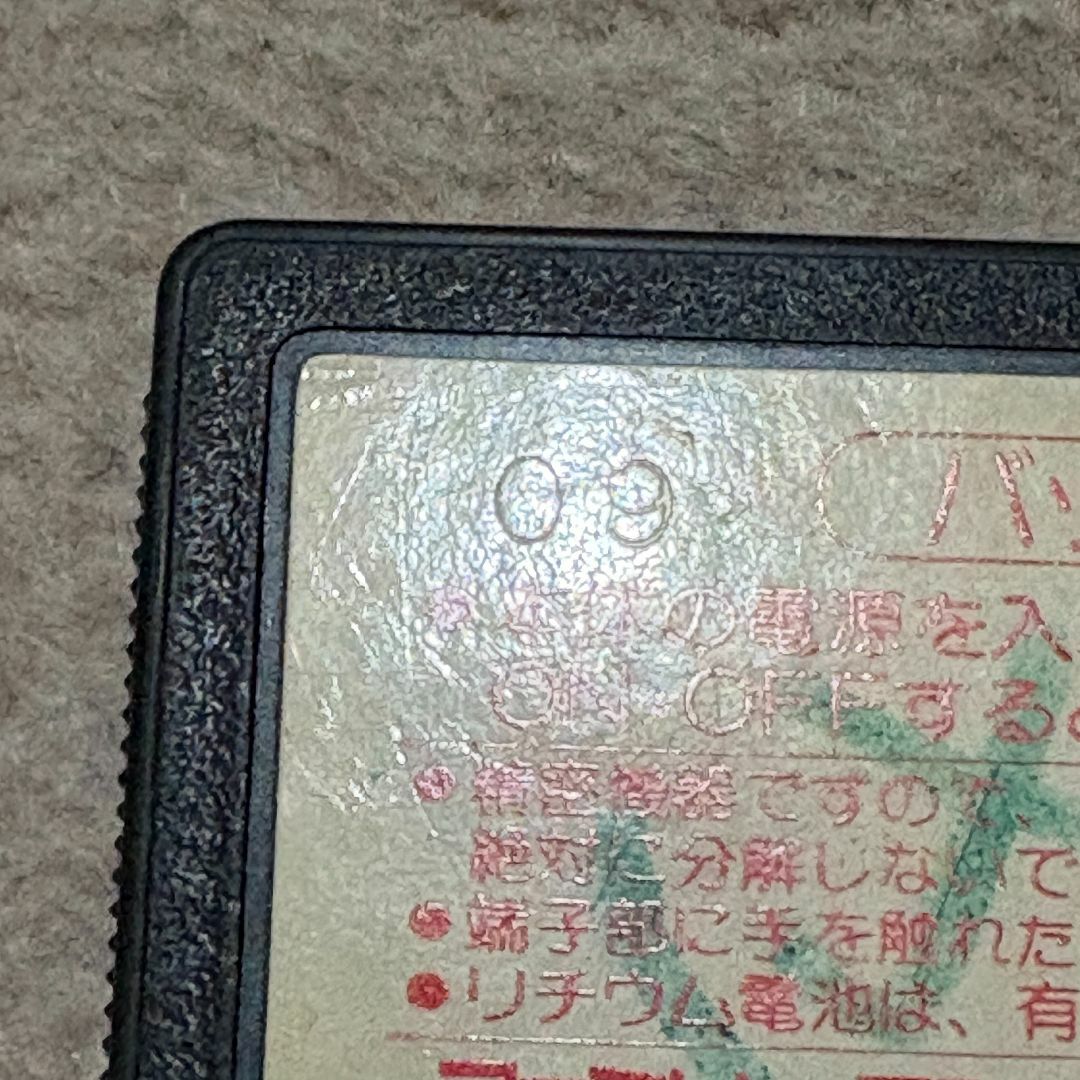 09
バッ
本体の電源を入
ON・OFFする
● 精密機器ですので、
絶対に分解しないで
● 端子部に手を触れた
● リチウム電池は、有